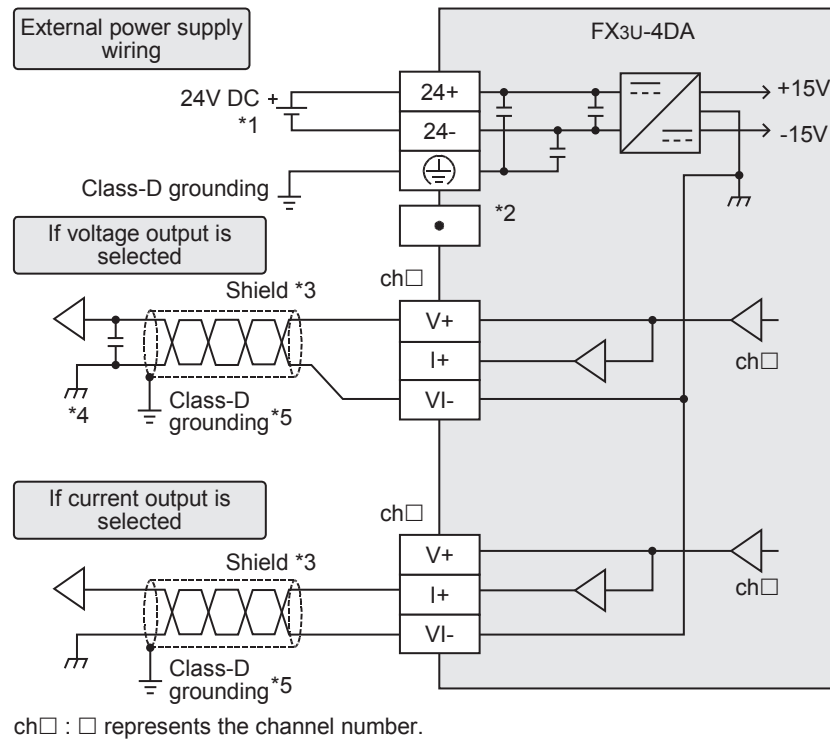 External power supply
wiring
FX3U-4DA
24V DC +
*1
24+
24-
+15V
-15V
Class-D grounding
*2
If voltage output is
selected
Shield *3
ch□
V+
I+
VI-
ch□
*4
Class-D
grounding*5
If current output is
selected
Shield *3
ch□
V+
I+
VI-
ch□
Class-D
grounding*5
ch□ : □ represents the channel number.